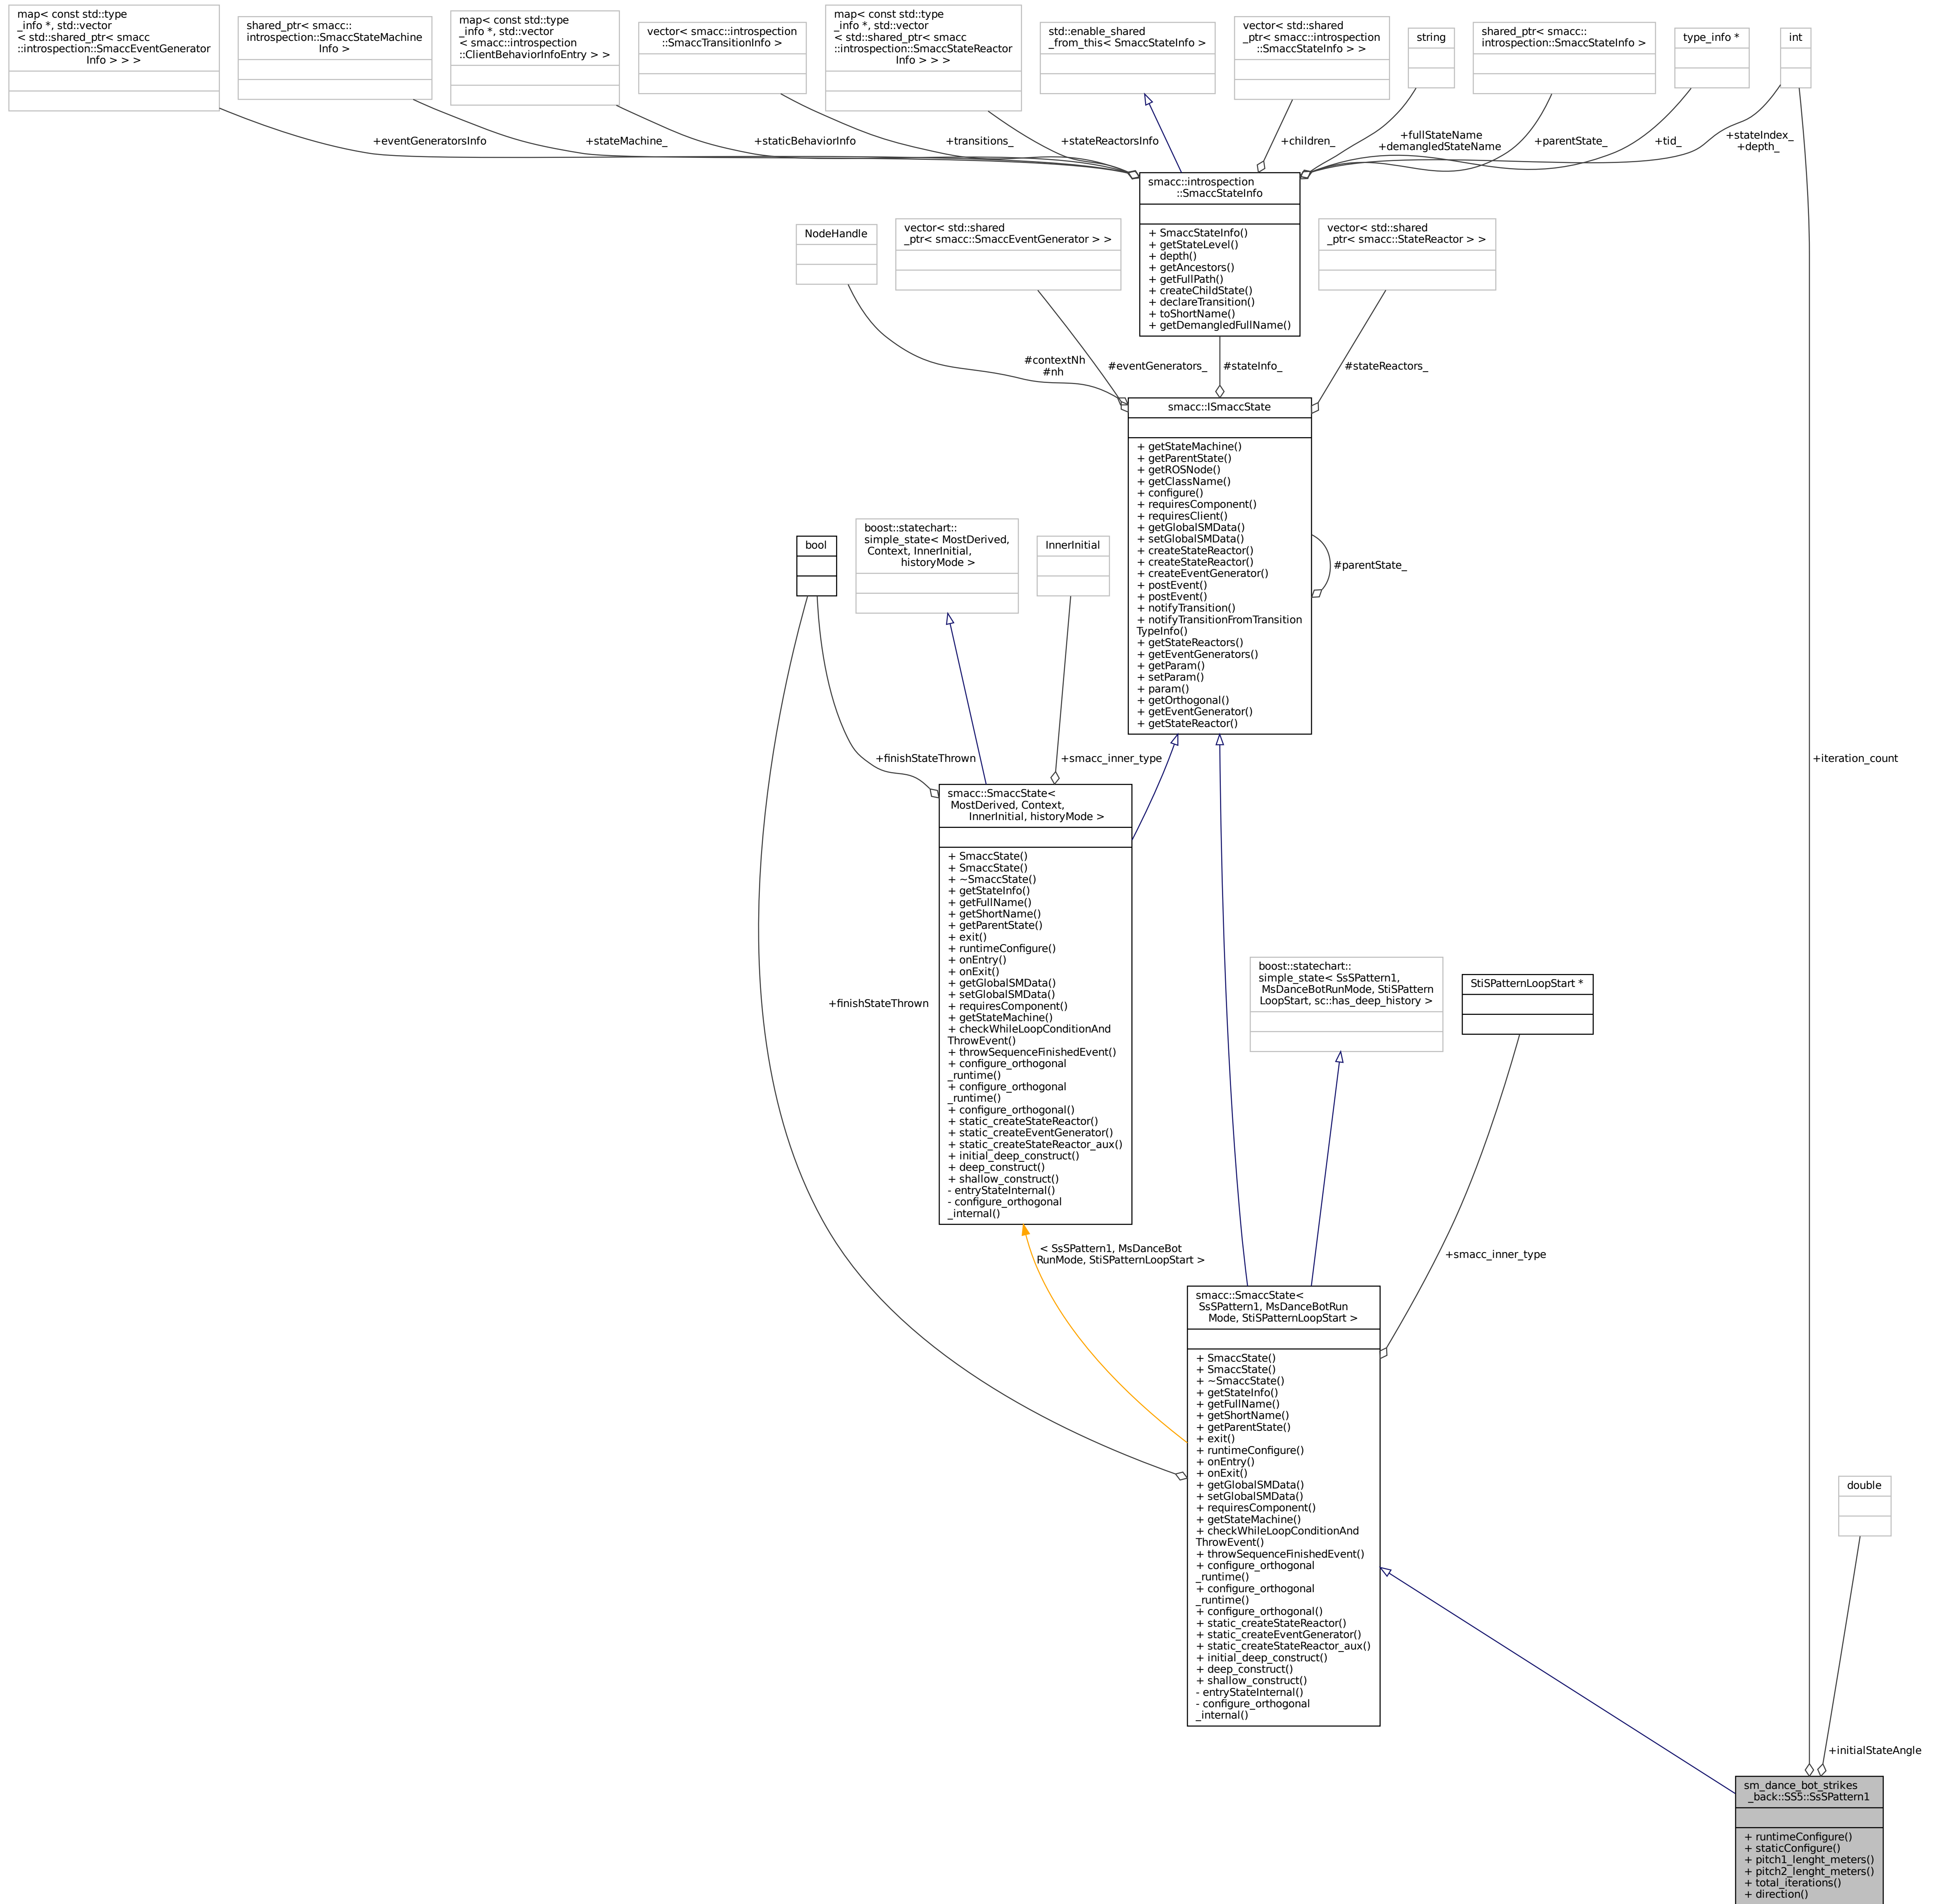 map< const std::type
_info *, std::vector
< std::shared_ptr< smacc
::introspection::SmaccEventGenerator
Info > > >
shared_ptr< smacc::
introspection::SmaccStateMachine
Info >
map< const std::type
_info *, std::vector
< smacc::introspection
::ClientBehaviorInfoEntry > >
vector< smacc::introspection
::SmaccTransitionInfo >
map< const std::type
_info *, std::vector
< std::shared_ptr< smacc
::introspection::SmaccStateReactor
Info > > >
std::enable_shared
_from_this< SmaccStateInfo >
vector< std::shared
_ptr< smacc::introspection
::SmaccStateInfo > >
string
shared_ptr< smacc::
introspection::SmaccStateInfo >
type_info *
int
+eventGeneratorsInfo
+stateMachine_
+staticBehaviorInfo
+transitions_
+stateReactorsInfo
+children_
+fullStateName
+demangledStateName
+parentState_
+tid_
+stateIndex_
+depth_
smacc::introspection
::SmaccStateInfo
+ SmaccStateInfo()
+ getStateLevel()
+ depth()
+ getAncestors()
+ getFullPath()
+ createChildState()
+ declareTransition()
+ toShortName()
+ getDemangledFullName()
NodeHandle
vector< std::shared
_ptr< smacc::SmaccEventGenerator > >
vector< std::shared
_ptr< smacc::StateReactor > >
#contextNh
#nh
#eventGenerators_
#stateInfo_
#stateReactors_
smacc::ISmaccState
+ getStateMachine()
+ getParentState()
+ getROSNode()
+ getClassName()
+ configure()
+ requiresComponent()
+ requiresClient()
+ getGlobalSMData()
+ setGlobalSMData()
+ createStateReactor()
+ createStateReactor()
+ createEventGenerator()
+ postEvent()
+ postEvent()
+ notifyTransition()
+ notifyTransitionFromTransition
TypeInfo()
+ getStateReactors()
+ getEventGenerators()
+ getParam()
+ setParam()
+ param()
+ getOrthogonal()
+ getEventGenerator()
+ getStateReactor()
#parentState_
bool
boost::statechart::
simple_state< MostDerived,
Context, InnerInitial,
historyMode >
InnerInitial
+finishStateThrown
+smacc_inner_type
+iteration_count
smacc::SmaccState<
MostDerived, Context,
InnerInitial, historyMode >
+ SmaccState()
+ SmaccState()
+ ~SmaccState()
+ getStateInfo()
+ getFullName()
+ getShortName()
+ getParentState()
+ exit()
+ runtimeConfigure()
+ onEntry()
+ onExit()
+ getGlobalSMData()
+ setGlobalSMData()
+ requiresComponent()
+ getStateMachine()
+ checkWhileLoopConditionAnd
ThrowEvent()
+ throwSequenceFinishedEvent()
+ configure_orthogonal
_runtime()
+ configure_orthogonal
_runtime()
+ configure_orthogonal()
+ static_createStateReactor()
+ static_createEventGenerator()
+ static_createStateReactor_aux()
+ initial_deep_construct()
+ deep_construct()
+ shallow_construct()
- entryStateInternal()
- configure_orthogonal
_internal()
+finishStateThrown
boost::statechart::
simple_state< SsSPattern1,
MsDanceBotRunMode, StiSPattern
LoopStart, sc::has_deep_history >
StiSPatternLoopStart *
< SsSPattern1, MsDanceBot
RunMode, StiSPatternLoopStart >
+smacc_inner_type
smacc::SmaccState<
SsSPattern1, MsDanceBotRun
Mode, StiSPatternLoopStart >
+ SmaccState()
+ SmaccState()
+ ~SmaccState()
+ getStateInfo()
+ getFullName()
+ getShortName()
+ getParentState()
+ exit()
+ runtimeConfigure()
+ onEntry()
+ onExit()
+ getGlobalSMData()
+ setGlobalSMData()
+ requiresComponent()
+ getStateMachine()
+ checkWhileLoopConditionAnd
ThrowEvent()
+ throwSequenceFinishedEvent()
+ configure_orthogonal
_runtime()
+ configure_orthogonal
_runtime()
+ configure_orthogonal()
+ static_createStateReactor()
+ static_createEventGenerator()
+ static_createStateReactor_aux()
+ initial_deep_construct()
+ deep_construct()
+ shallow_construct()
- entryStateInternal()
- configure_orthogonal
_internal()
double
+initialStateAngle
sm_dance_bot_strikes
_back::SS5::SsSPattern1
+ runtimeConfigure()
+ staticConfigure()
+ pitch1_lenght_meters()
+ pitch2_lenght_meters()
+ total_iterations()
+ direction()